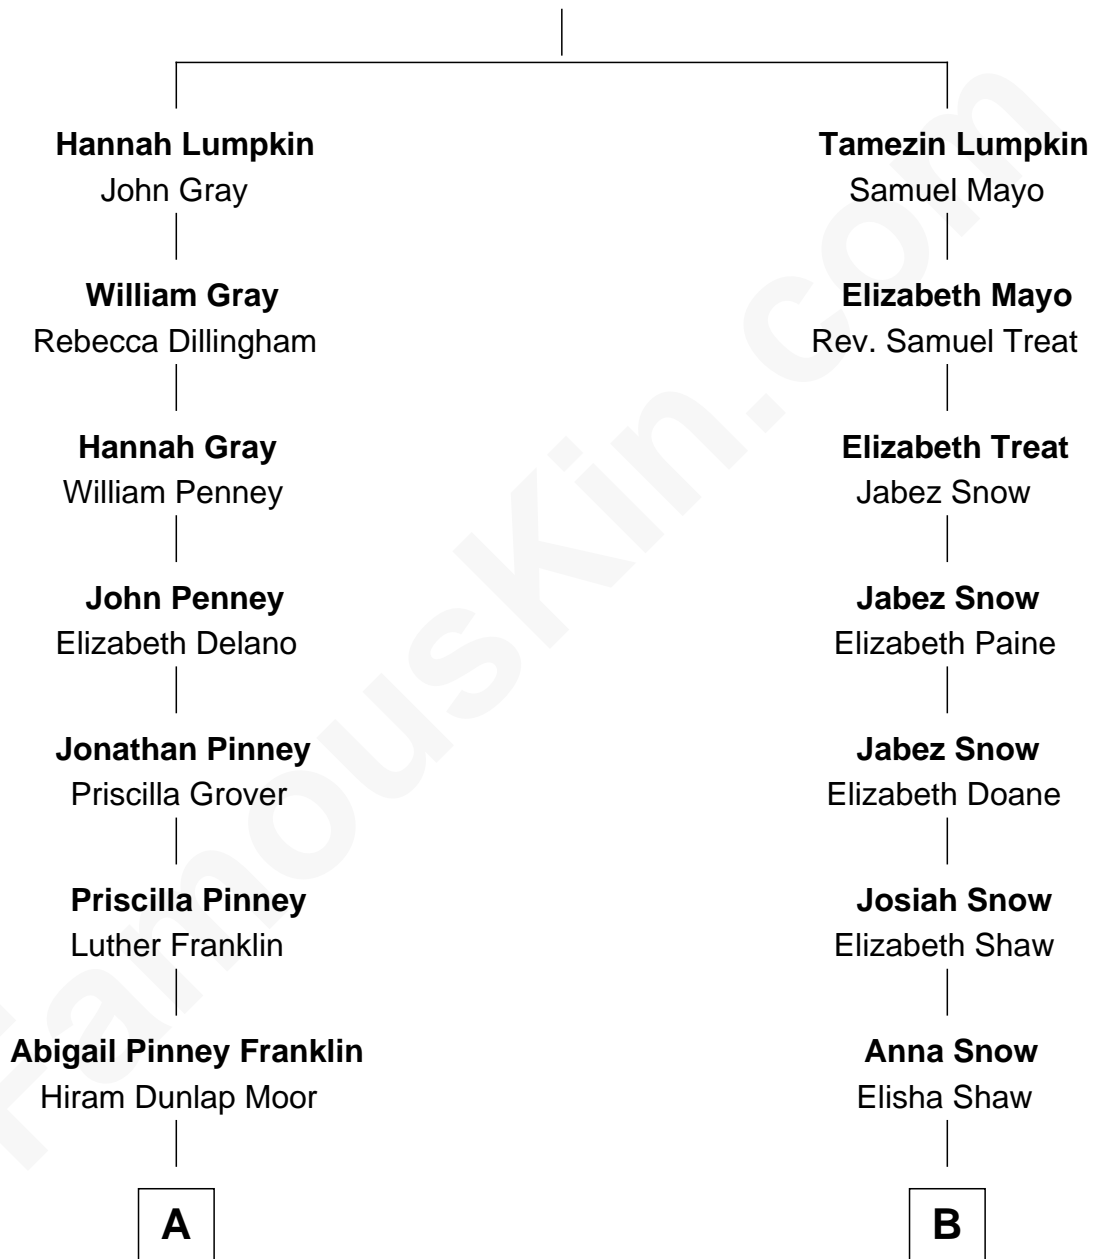 Hannah Lumpkin
John Gray
William Gray
Rebecca Dillingham
Hannah Gray
William Penney
John Penney
Elizabeth Delano
Jonathan Pinney
Priscilla Grover
Priscilla Pinney
Luther Franklin
Abigail Pinney Franklin
Hiram Dunlap Moor
A
Tamezin Lumpkin
Samuel Mayo
Elizabeth Mayo
Rev. Samuel Treat
Elizabeth Treat
Jabez Snow
Jabez Snow
Elizabeth Paine
Jabez Snow
Elizabeth Doane
Josiah Snow
Elizabeth Shaw
Anna Snow
Elisha Shaw
B
FamousKin.com